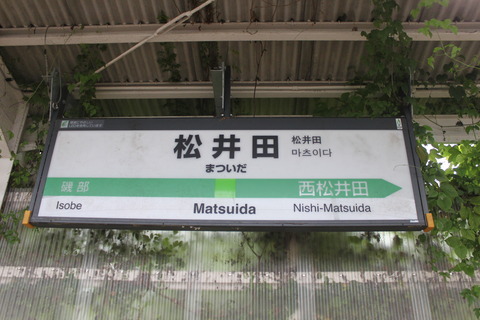 松井田
まついだ
松井田
마츠이다
磯部
西松井田
Isobe
Matsuida
Nishi-Matsuida